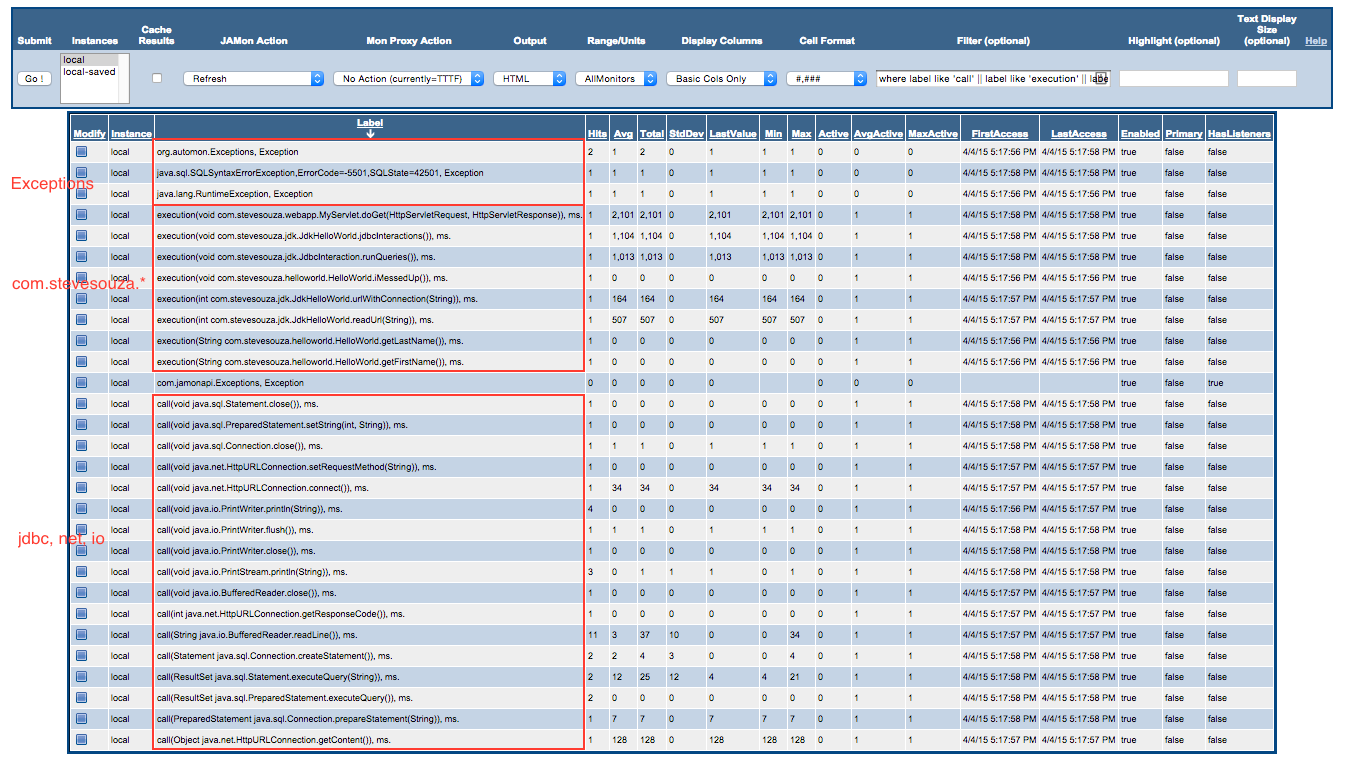 Submit Instances Cache Results JAMon Action Mon Proxy Action Output Range/Units Display Columns Cell Format Filter (optional) Highlight (optional) Text Display Size (optional) Help
Go ! local Refresh No Action (currently=TTTF) HTML AllMonitors Basic Cols Only #,### where label like 'call' || label like 'execution' || labe
local-saved
Modify Instance Label Hits Avg Total StdDev LastValue Min Max Active AvgActive MaxActive FirstAccess LastAccess Enabled Primary HasListeners
local org.automon.Exceptions, Exception 2 1 2 0 1 1 1 0 0 0 4/4/15 5:17:56 PM 4/4/15 5:17:58 PM true false false
Exceptions
local java.sql.SQLSyntaxErrorException,ErrorCode=-5501,SQLState=42501, Exception 1 1 1 0 1 1 1 0 0 0 4/4/15 5:17:58 PM 4/4/15 5:17:58 PM true false false
local java.lang.RuntimeException, Exception 1 1 1 0 1 1 1 0 0 0 4/4/15 5:17:56 PM 4/4/15 5:17:56 PM true false false
local execution(void com.stevesouza.webapp.MyServlet.doGet(HttpServletRequest, HttpServletResponse)), ms. 1 2,101 2,101 0 2,101 2,101 2,101 0 1 1 4/4/15 5:17:58 PM 4/4/15 5:17:58 PM true false false
local execution(void com.stevesouza.jdk.JdkHelloWorld.jdbcInteractions()), ms. 1 1,104 1,104 0 1,104 1,104 1,104 0 1 1 4/4/15 5:17:58 PM 4/4/15 5:17:58 PM true false false
local execution(void com.stevesouza.jdk.JdbcInteraction.runQueries()), ms. 1 1,013 1,013 0 1,013 1,013 1,013 0 1 1 4/4/15 5:17:58 PM 4/4/15 5:17:58 PM true false false
com.stevesouza.*
local execution(void com.stevesouza.helloworld.HelloWorld.iMessedUp()), ms. 1 0 0 0 0 0 0 0 1 1 4/4/15 5:17:56 PM 4/4/15 5:17:56 PM true false false
local execution(int com.stevesouza.jdk.JdkHelloWorld.urlWithConnection(String)), ms. 1 164 164 0 164 164 164 0 1 1 4/4/15 5:17:57 PM 4/4/15 5:17:57 PM true false false
local execution(int com.stevesouza.jdk.JdkHelloWorld.readUrl(String)), ms. 1 507 507 0 507 507 507 0 1 1 4/4/15 5:17:57 PM 4/4/15 5:17:57 PM true false false
local execution(String com.stevesouza.helloworld.HelloWorld.getLastName()), ms. 1 0 0 0 0 0 0 0 1 1 4/4/15 5:17:56 PM 4/4/15 5:17:56 PM true false false
local execution(String com.stevesouza.helloworld.HelloWorld.getFirstName()), ms. 1 0 0 0 0 0 0 0 1 1 4/4/15 5:17:56 PM 4/4/15 5:17:56 PM true false false
local com.jamonapi.Exceptions, Exception 0 0 0 0 0 0 0 0 true false true
local call(void java.sql.Statement.close()), ms. 1 0 0 0 0 0 0 0 1 1 4/4/15 5:17:58 PM 4/4/15 5:17:58 PM true false false
local call(void java.sql.PreparedStatement.setString(int, String)), ms. 1 0 0 0 0 0 0 0 1 1 4/4/15 5:17:58 PM 4/4/15 5:17:58 PM true false false
local call(void java.sql.Connection.close()), ms. 1 1 1 0 1 1 1 0 1 1 4/4/15 5:17:58 PM 4/4/15 5:17:58 PM true false false
local call(void java.net.HttpURLConnection.setRequestMethod(String)), ms. 1 0 0 0 0 0 0 0 1 1 4/4/15 5:17:57 PM 4/4/15 5:17:57 PM true false false
local call(void java.net.HttpURLConnection.connect()), ms. 1 34 34 0 34 34 34 0 1 1 4/4/15 5:17:57 PM 4/4/15 5:17:57 PM true false false
local call(void java.io.PrintWriter.println(String)), ms. 4 0 0 0 0 0 0 0 1 1 4/4/15 5:17:56 PM 4/4/15 5:17:57 PM true false false
local call(void java.io.PrintWriter.flush()), ms. 1 1 1 0 1 1 1 0 1 1 4/4/15 5:17:58 PM 4/4/15 5:17:58 PM true false false
jdbc, net, io
local call(void java.io.PrintWriter.close()), ms. 1 0 0 0 0 0 0 0 1 1 4/4/15 5:17:58 PM 4/4/15 5:17:58 PM true false false
local call(void java.io.PrintStream.println(String)), ms. 3 0 1 1 1 0 1 0 1 1 4/4/15 5:17:57 PM 4/4/15 5:17:58 PM true false false
local call(void java.io.BufferedReader.close()), ms. 1 0 0 0 0 0 0 0 1 1 4/4/15 5:17:57 PM 4/4/15 5:17:57 PM true false false
local call(int java.net.HttpURLConnection.getResponseCode()), ms. 1 0 0 0 0 0 0 0 1 1 4/4/15 5:17:57 PM 4/4/15 5:17:57 PM true false false
local call(String java.io.BufferedReader.readLine()), ms. 11 3 37 10 0 0 34 0 1 1 4/4/15 5:17:57 PM 4/4/15 5:17:57 PM true false false
local call(Statement java.sql.Connection.createStatement()), ms. 2 2 4 3 0 0 4 0 1 1 4/4/15 5:17:58 PM 4/4/15 5:17:58 PM true false false
local call(ResultSet java.sql.Statement.executeQuery(String)), ms. 2 12 25 12 4 4 21 0 1 1 4/4/15 5:17:58 PM 4/4/15 5:17:58 PM true false false
local call(ResultSet java.sql.PreparedStatement.executeQuery()), ms. 2 0 0 0 0 0 0 0 1 1 4/4/15 5:17:58 PM 4/4/15 5:17:58 PM true false false
local call(PreparedStatement java.sql.Connection.prepareStatement(String)), ms. 1 7 7 0 7 7 7 0 1 1 4/4/15 5:17:58 PM 4/4/15 5:17:58 PM true false false
local call(Object java.net.HttpURLConnection.getContent()), ms. 1 128 128 0 128 128 128 0 1 1 4/4/15 5:17:57 PM 4/4/15 5:17:57 PM true false false